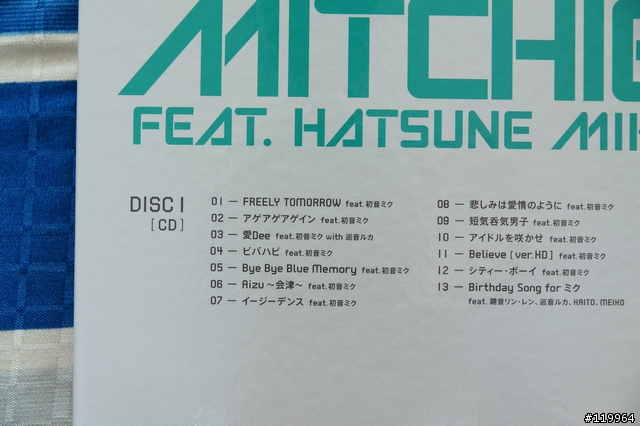 MITCHIE
FEAT. HATSUNE MIK
DISC 1
[CD]
01 — FREELY TOMORROW feat.初音ミク
02 — アゲアゲアゲイン feat.初音ミク
03 — 愛Dee feat.初音ミク with 巡音ルカ
04 — ビバハピ feat.初音ミク
05 — Bye Bye Blue Memory feat.初音ミク
06 — Aizu ～会津～ feat.初音ミク
07 — イージーデンス feat.初音ミク
08 — 悲しみは愛情のように feat.初音ミク
09 — 短気呑気男子 feat.初音ミク
10 — アイドルを咲かせ feat.初音ミク
11 — Believe [ver.HD] feat.初音ミク
12 — シティー・ボーイ feat.初音ミク
13 — Birthday Song for ミク
feat. 鏡音リン・レン、巡音ルカ、KAITO、MEIKO
#119964